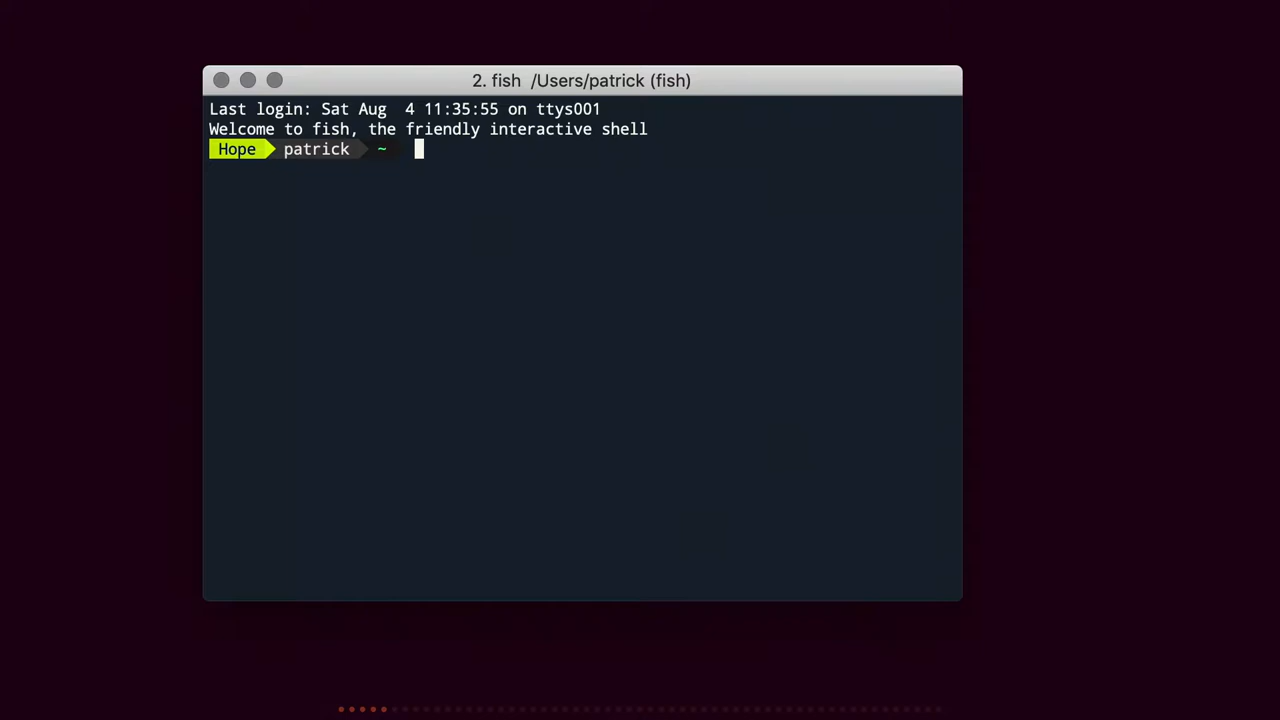 2. fish  /Users/patrick (fish)
Last login: Sat Aug  4 11:35:55 on ttys001
Welcome to fish, the friendly interactive shell
Hope patrick ~